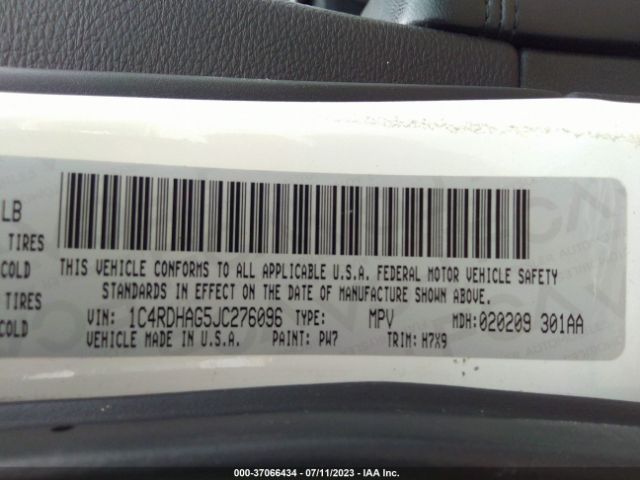 LB
TIRES
COLD
COLD
THIS VEHICLE CONFORMS TO ALL APPLICABLE U.S.A. FEDERAL MOTOR VEHICLE SAFETY
STANDARDS IN EFFECT ON THE DATE OF MANUFACTURE SHOWN ABOVE.
VIN: 1C4RDHAG5JC276096 TYPE: MPV MDH:020209 301AA
VEHICLE MADE IN U.S.A. PAINT: PW7 TRIM: H7X9
000-37066434 - 07/11/2023 - IAA Inc.